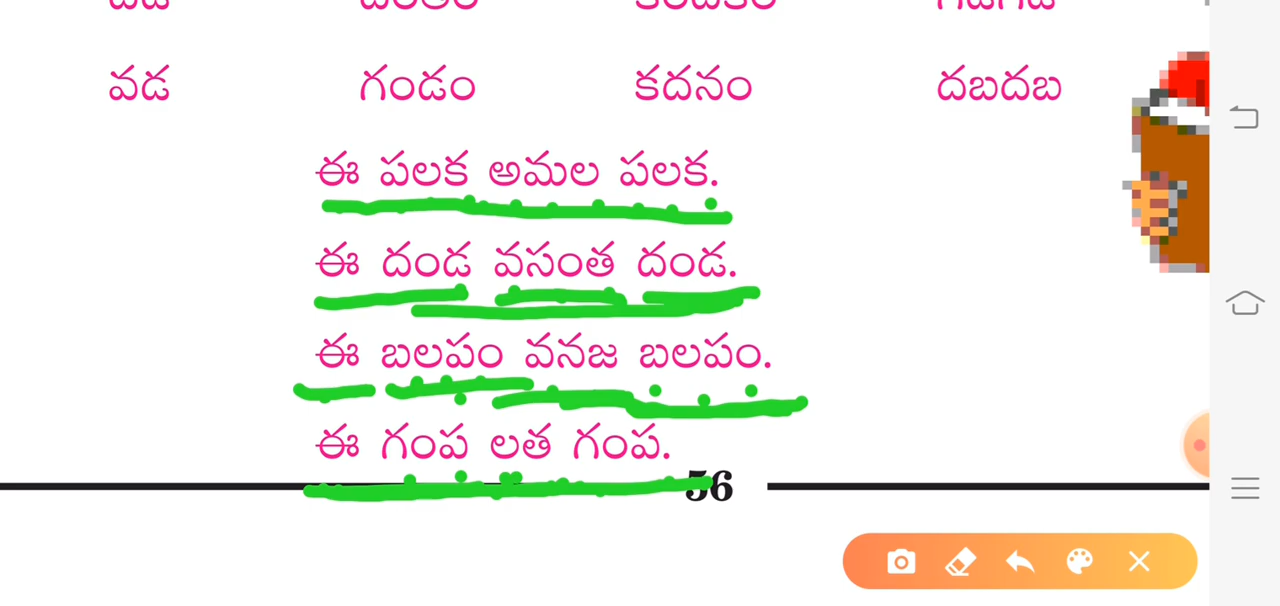 వడ గండం కదనం దబదబ
ఈ పలక అమల పలక.
ఈ దండ వసంత దండ.
ఈ బలపం వనజ బలపం.
ఈ గంప లత గంప.
56